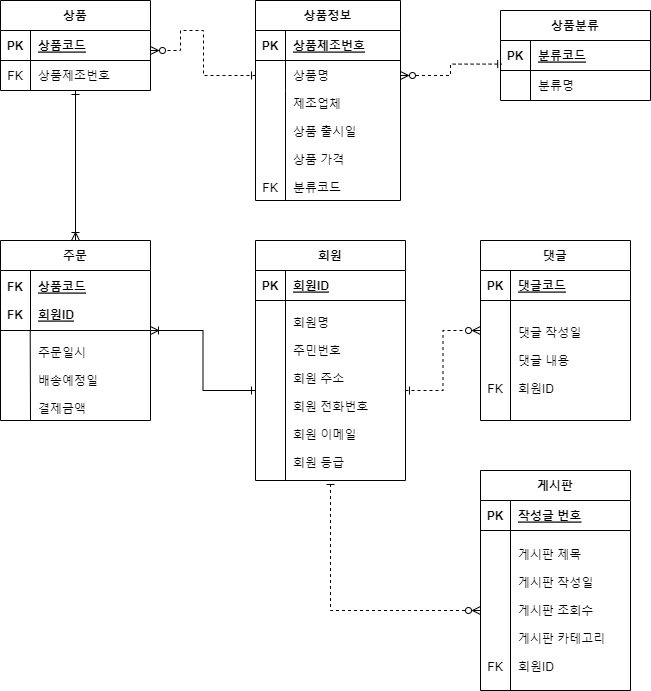 상품
PK 상품코드
FK 상품제조번호
상품정보
PK 상품제조번호
상품명
제조업체
상품 출시일
상품 가격
FK 분류코드
상품분류
PK 분류코드
분류명
주문
FK 상품코드
FK 회원ID
주문일시
배송예정일
결제금액
회원
PK 회원ID
회원명
주민번호
회원 주소
회원 전화번호
회원 이메일
회원 등급
댓글
PK 댓글코드
댓글 작성일
댓글 내용
FK 회원ID
게시판
PK 작성글 번호
게시판 제목
게시판 작성일
게시판 조회수
게시판 카테고리
FK 회원ID